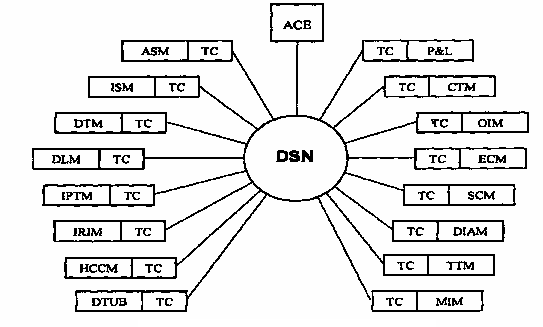 ACE
ASM TC
TC P&L
ISM TC
TC CTM
DTM TC
TC OIM
DLM TC
DSN
TC ECM
IPTM TC
TC SCM
IRIM TC
TC DIAM
HCCM TC
TC TTM
DTUB TC
TC MIM